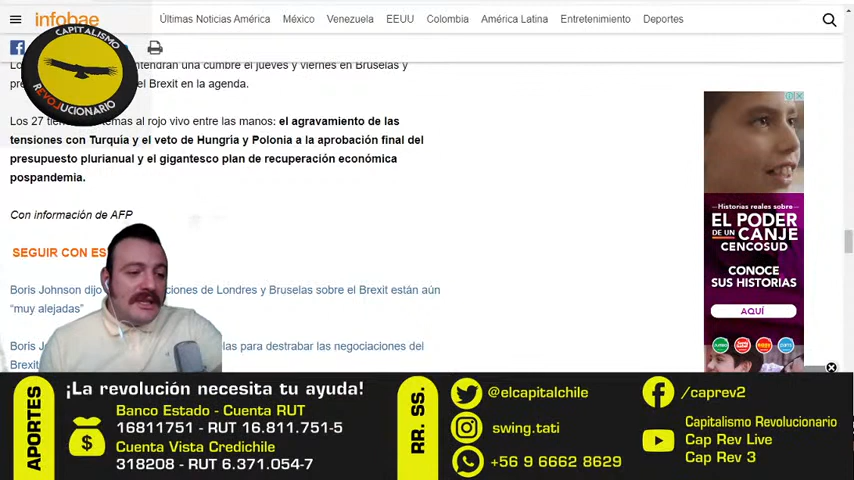 infobae
Últimas Noticias América México Venezuela EEUU Colombia América Latina Entretenimiento Deportes
CAPITALISMO
REVOLUCIONARIO
tendrán una cumbre el jueves y viernes en Bruselas y
el Brexit en la agenda.
Los 27 temas al rojo vivo entre las manos: el agravamiento de las
tensiones con Turquía y el veto de Hungría y Polonia a la aprobación final del
presupuesto plurianual y el gigantesco plan de recuperación económica
pospandemia.
Con información de AFP
SEGUIR CON
Boris Johnson dijo ciones de Londres y Bruselas sobre el Brexit están aún
“muy alejadas”
Boris las para destrabar las negociaciones del
Brexit
Historias reales sobre
EL PODER
DE UN CANJE
CENCOSUD
CONOCE
SUS HISTORIAS
AQUÍ
APORTES
¡La revolución necesita tu ayuda!
Banco Estado - Cuenta RUT
16811751 - RUT 16.811.751-5
Cuenta Vista Credichile
318208 - RUT 6.371.054-7
RR. SS.
@elcapitalchile
swing.tati
+56 9 6662 8629
/caprev2
Capitalismo Revolucionario
Cap Rev Live
Cap Rev 3